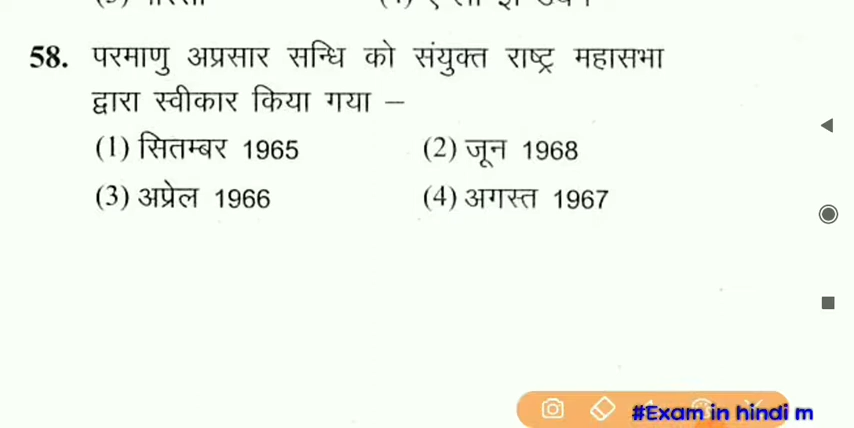 58. परमाणु अप्रसार सन्धि को संयुक्त राष्ट्र महासभा
द्वारा स्वीकार किया गया –
(1) सितम्बर 1965 (2) जून 1968
(3) अप्रेल 1966 (4) अगस्त 1967
#Exam in hindi m